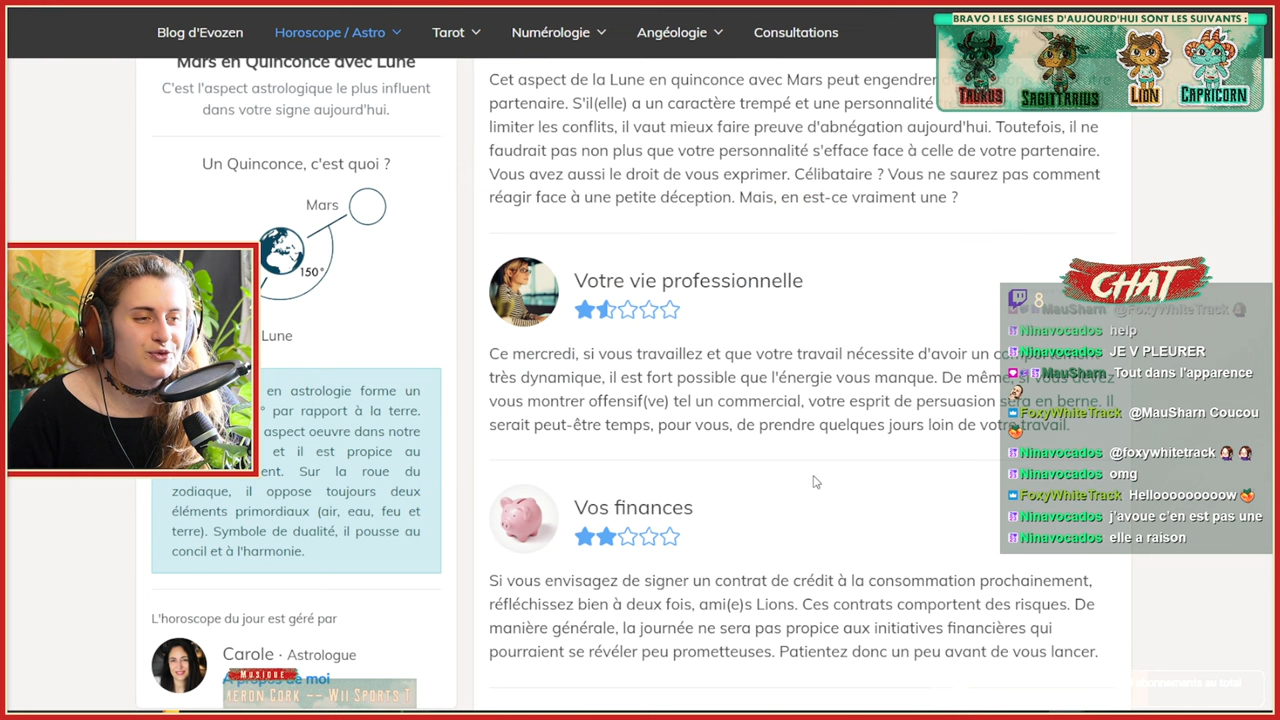 Blog d'Evozen
Horoscope / Astro
Tarot
Numérologie
Angéologie
Consultations
BRAVO ! LES SIGNES D'AUJOURD'HUI SONT LES SUIVANTS :
TAURUS
SAGITTARIUS
LION
CAPRICORN
Mars en Quinconce avec Lune
C'est l'aspect astrologique le plus influent
dans votre signe aujourd'hui.
Un Quinconce, c'est quoi ?
Mars
150°
Lune
en astrologie forme un
° par rapport à la terre.
aspect oeuvre dans notre
et il est propice au
ent. Sur la roue du
zodiaque, il oppose toujours deux
éléments primordiaux (air, eau, feu et
terre). Symbole de dualité, il pousse au
concil et à l'harmonie.
L'horoscope du jour est géré par
Carole · Astrologue
A propos de moi
MUSIQUE
MERON CORK -- WII SPORTS T
Cet aspect de la Lune en quinconce avec Mars peut engendrer
partenaire. S'il(elle) a un caractère trempé et une personnalité
limiter les conflits, il vaut mieux faire preuve d'abnégation aujourd'hui. Toutefois, il ne
faudrait pas non plus que votre personnalité s'efface face à celle de votre partenaire.
Vous avez aussi le droit de vous exprimer. Célibataire ? Vous ne saurez pas comment
réagir face à une petite déception. Mais, en est-ce vraiment une ?
Votre vie professionnelle
Ce mercredi, si vous travaillez et que votre travail nécessite d'avoir un comportement
très dynamique, il est fort possible que l'énergie vous manque. De même, si vous devez
vous montrer offensif(ve) tel un commercial, votre esprit de persuasion sera en berne. Il
serait peut-être temps, pour vous, de prendre quelques jours loin de votre travail.
Vos finances
Si vous envisagez de signer un contrat de crédit à la consommation prochainement,
réfléchissez bien à deux fois, ami(e)s Lions. Ces contrats comportent des risques. De
manière générale, la journée ne sera pas propice aux initiatives financières qui
pourraient se révéler peu prometteuses. Patientez donc un peu avant de vous lancer.
CHAT
8
MauSharn @FoxyWhiteTrack
Ninavocados help
Ninavocados JE V PLEURER
MauSharn Tout dans l'apparence
FoxyWhiteTrack @MauSharn Coucou
Ninavocados @foxywhitetrack
Ninavocados omg
FoxyWhiteTrack Hellooooooooow
Ninavocados j'avoue c'en est pas une
Ninavocados elle a raison
abonnements au total